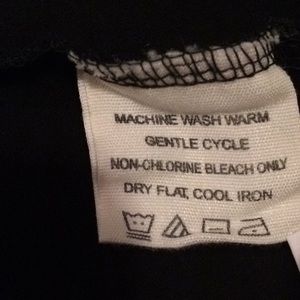 MACHINE WASH WARM
GENTLE CYCLE
NON-CHLORINE BLEACH ONLY
DRY FLAT, COOL IRON